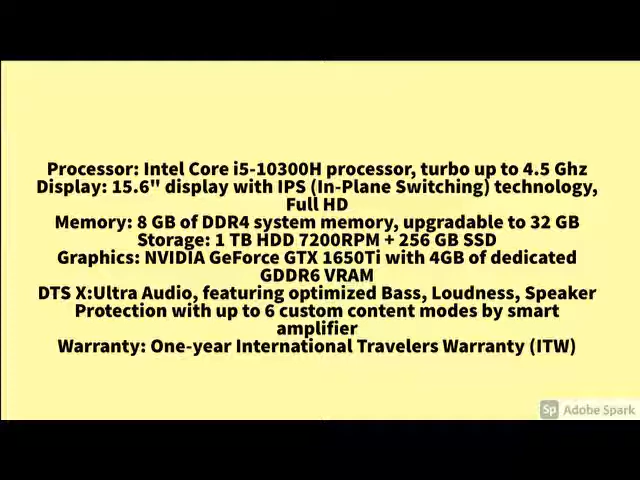 Processor: Intel Core i5-10300H processor, turbo up to 4.5 Ghz
Display: 15.6" display with IPS (In-Plane Switching) technology,
Full HD
Memory: 8 GB of DDR4 system memory, upgradable to 32 GB
Storage: 1 TB HDD 7200RPM + 256 GB SSD
Graphics: NVIDIA GeForce GTX 1650Ti with 4GB of dedicated
GDDR6 VRAM
DTS X:Ultra Audio, featuring optimized Bass, Loudness, Speaker
Protection with up to 6 custom content modes by smart
amplifier
Warranty: One-year International Travelers Warranty (ITW)
Sp Adobe Spark